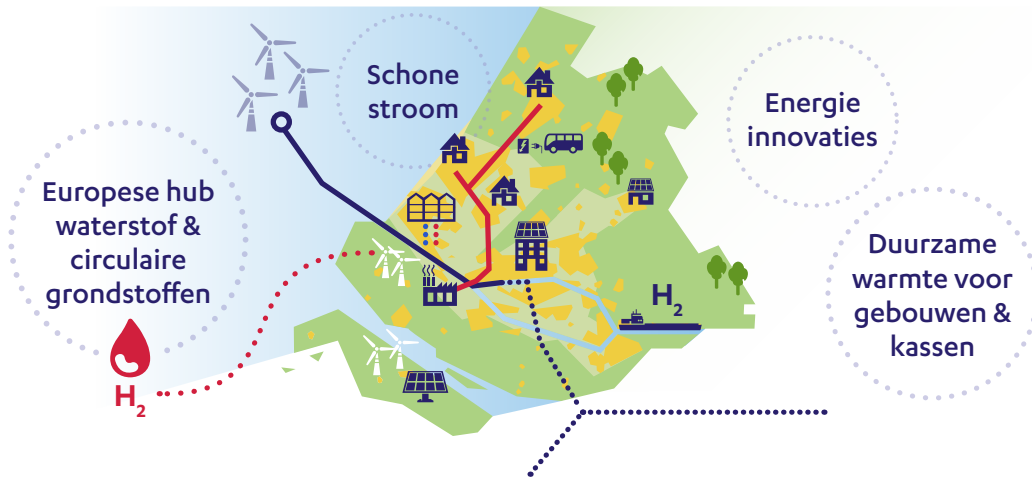 Schone
stroom
Energie
innovaties
Europese hub
waterstof &
circulaire
grondstoffen
Duurzame
warmte voor
gebouwen &
kassen
H₂
H₂